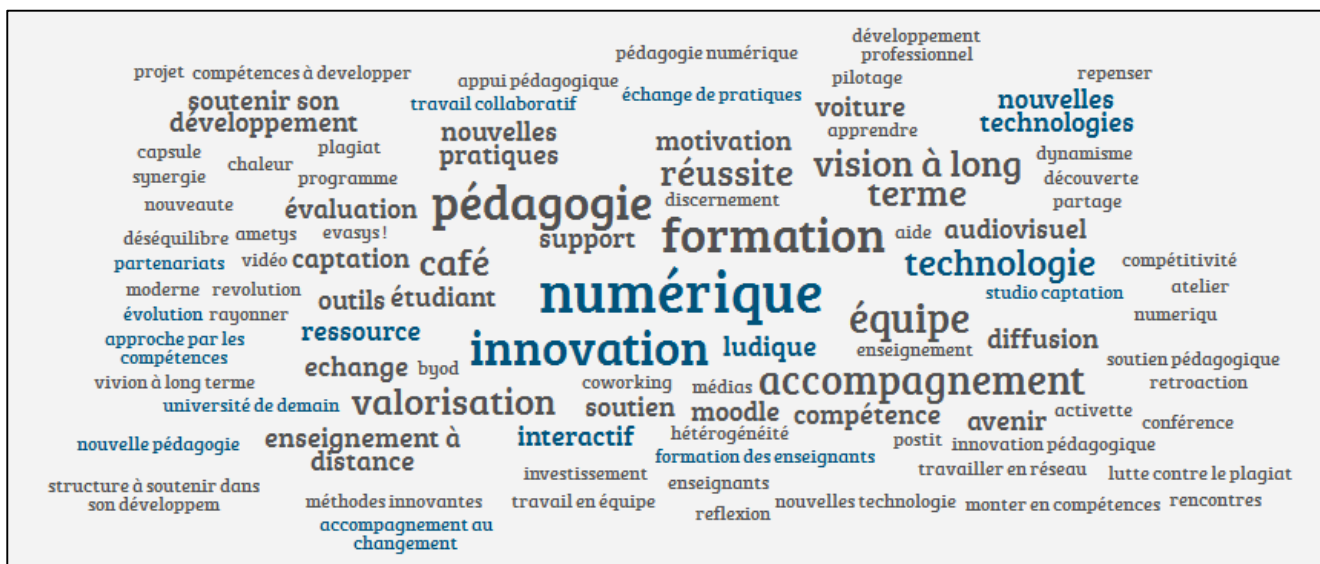 développement
professionnel
pédagogie numérique
projet
compétences à developper
appui pédagogique
pilotage
repenser
soutenir son
développement
travail collaboratif
échange de pratiques
voiture
nouvelles
technologies
capsule
plagiat
nouvelles
pratiques
motivation
apprendre
synergie
chaleur
programme
réussite
vision à long
terme
dynamisme
découverte
nouveaute
évaluation
pédagogie
discernement
partage
déséquilibre
ametys
evasys !
support
formation
aide
audiovisuel
partenariats
vidéo
captation
café
technologie
compétitivité
moderne
revolution
outils
étudiant
numérique
studio captation
atelier
évolution
rayonner
ressource
équipe
numeriqu
approche par les
compétences
innovation
ludique
enseignement
diffusion
echange
byod
soutien pédagogique
vivion à long terme
coworking
médias
accompagnement
retroaction
université de demain
valorisation
soutien
moodle
compétence
avenir
activette
conférence
nouvelle pédagogie
enseignement à
distance
interactif
hétérogénéité
postit
innovation pédagogique
formation des enseignants
travailler en réseau
lutte contre le plagiat
investissement
enseignants
structure à soutenir dans
son développem
méthodes innovantes
travail en équipe
reflexion
nouvelles technologie
monter en compétences
rencontres
accompagnement au
changement